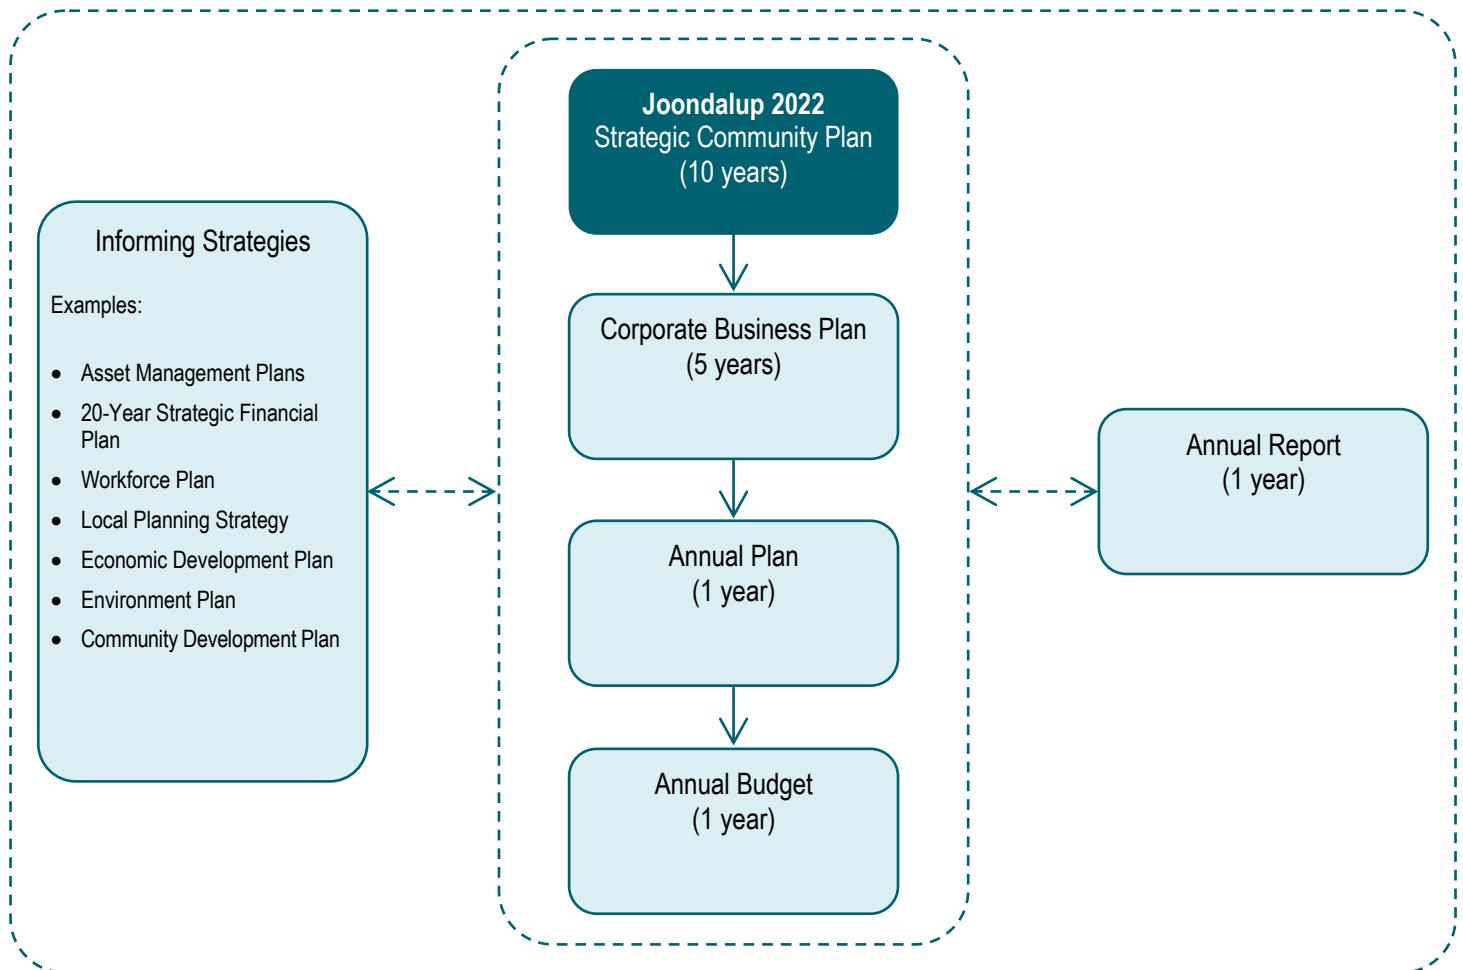 Joondalup 2022
Strategic Community Plan
(10 years)
Informing Strategies
Examples:
• Asset Management Plans
• 20-Year Strategic Financial
Plan
• Workforce Plan
• Local Planning Strategy
• Economic Development Plan
• Environment Plan
• Community Development Plan
Corporate Business Plan
(5 years)
Annual Plan
(1 year)
Annual Budget
(1 year)
Annual Report
(1 year)